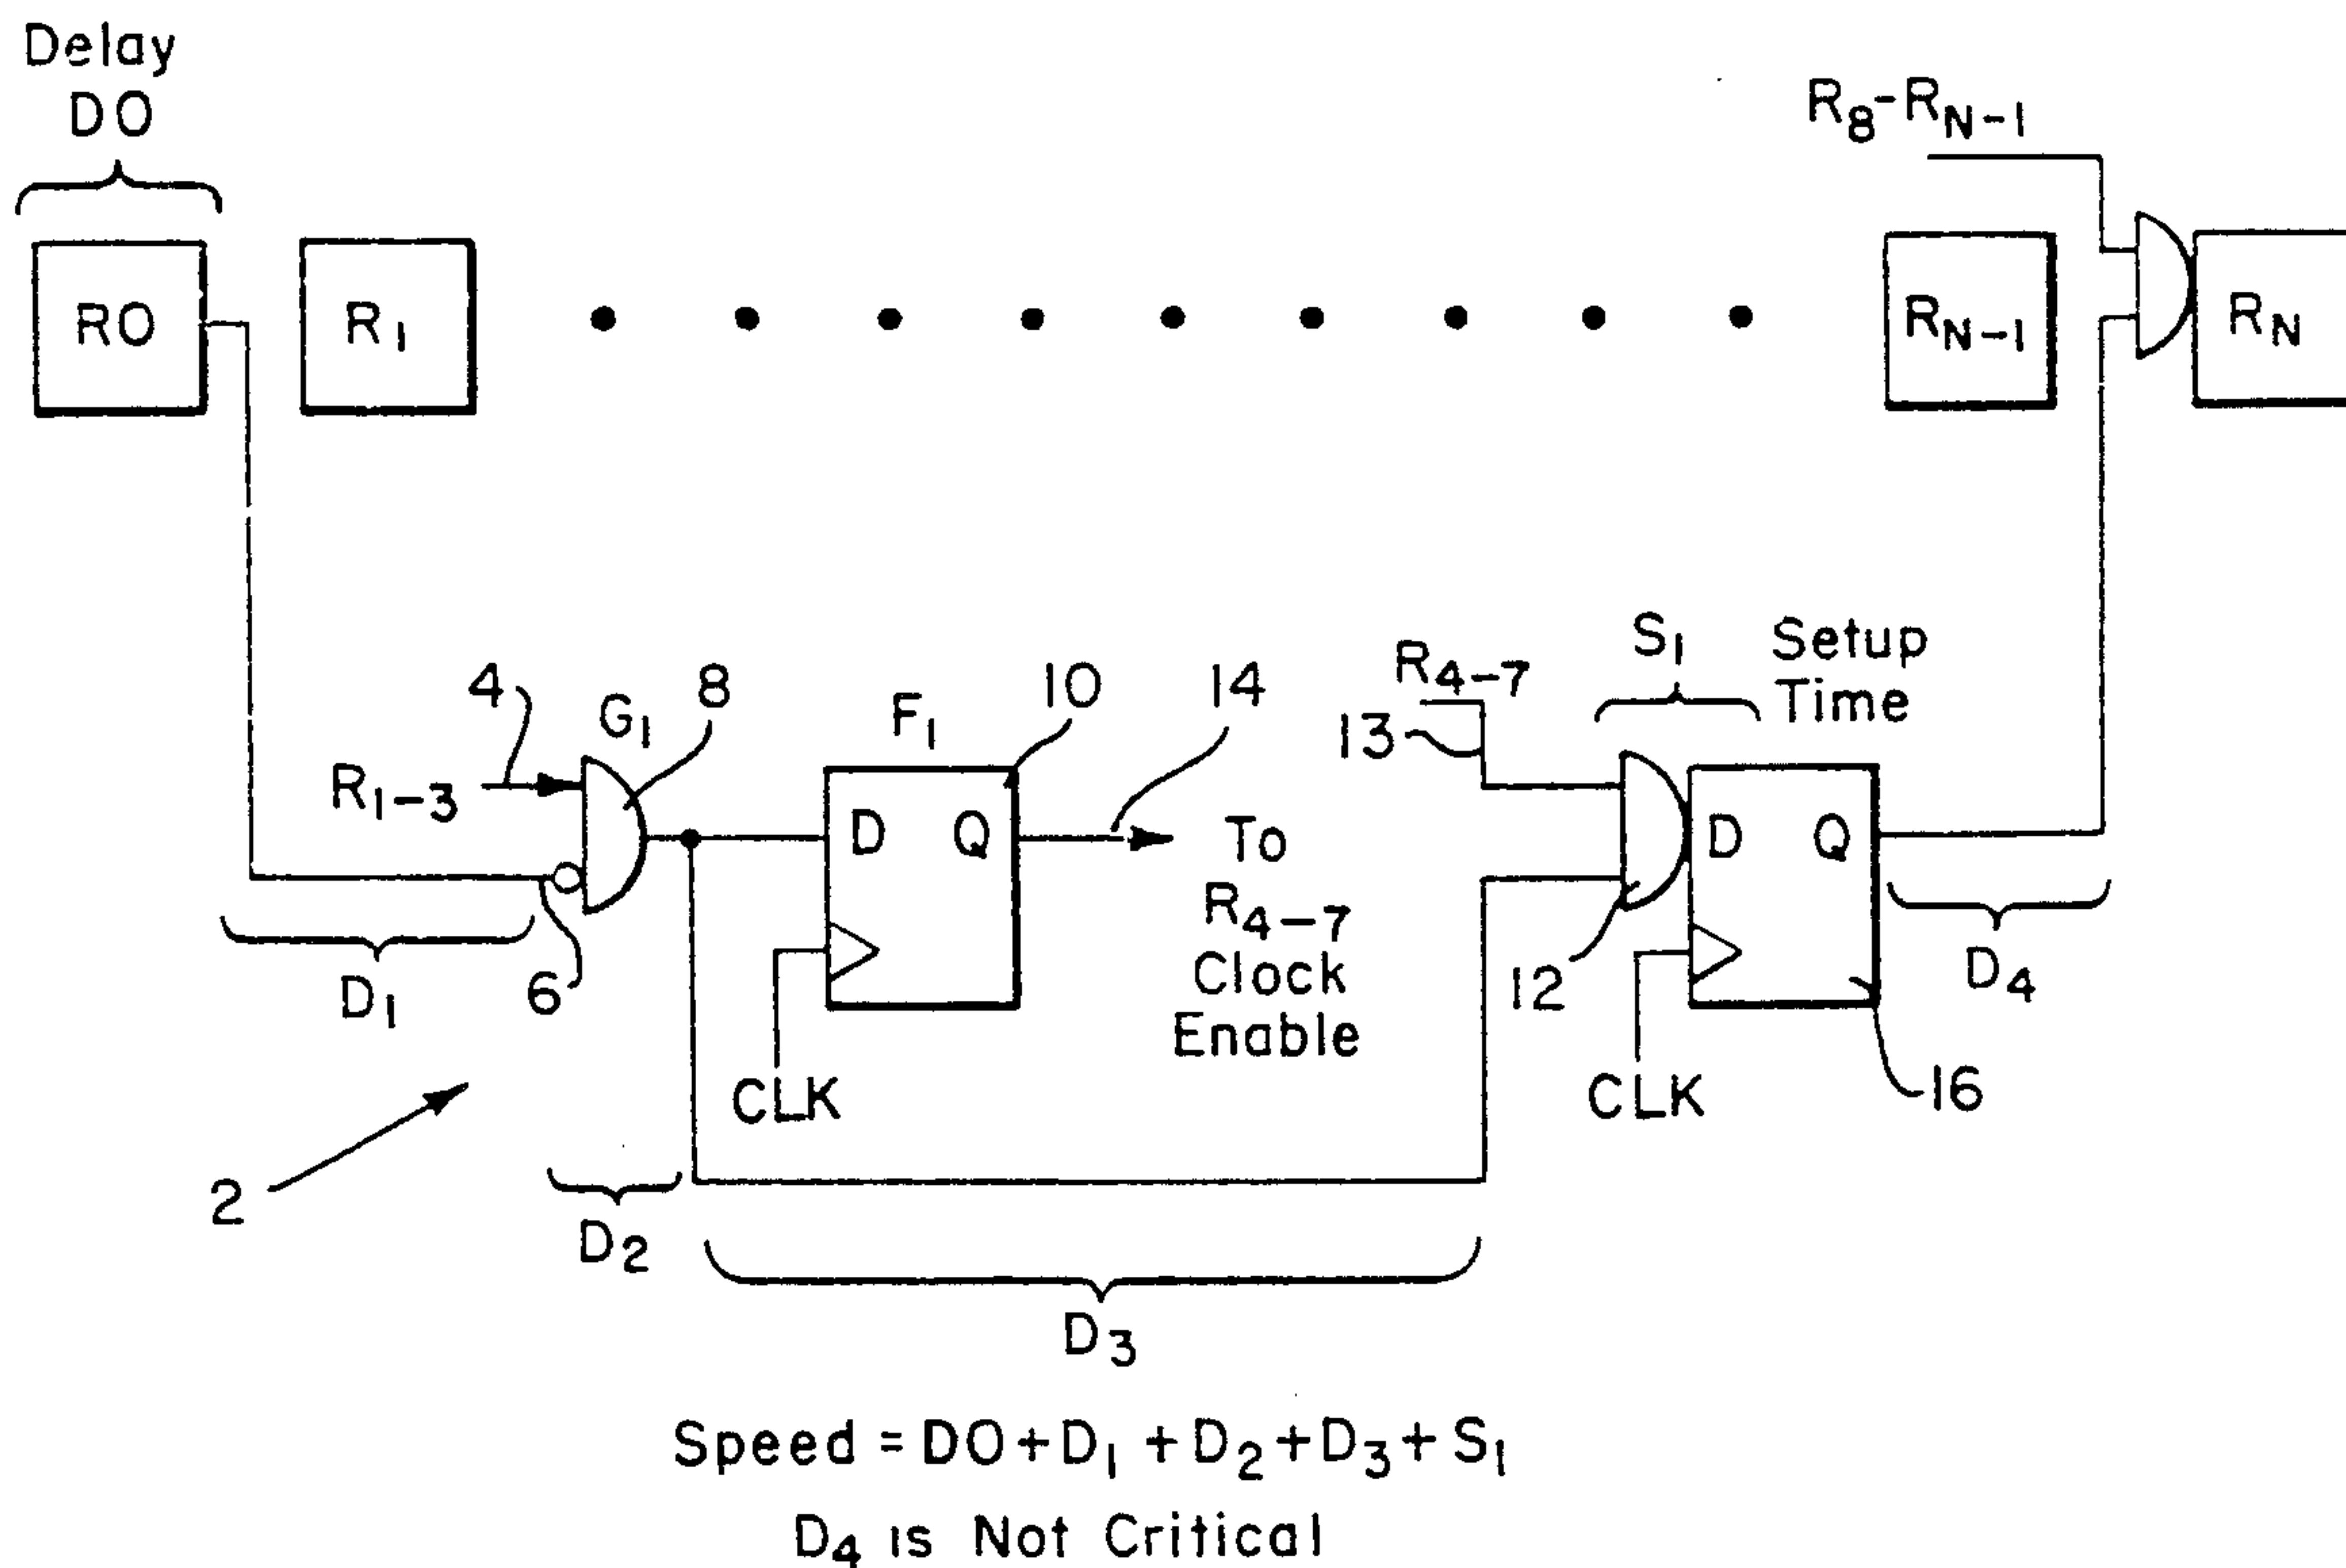 Delay
DO
R8-RN-1
RO
R1
RN-1
RN
4
G1
8
F1
10
14
R4-7
13
S1
Setup
Time
R1-3
D
Q
To
R4-7
Clock
Enable
D
Q
D1
6
12
D4
CLK
CLK
16
2
D2
D3
Speed = DO+D1+D2+D3+S1
D4 is Not Critical